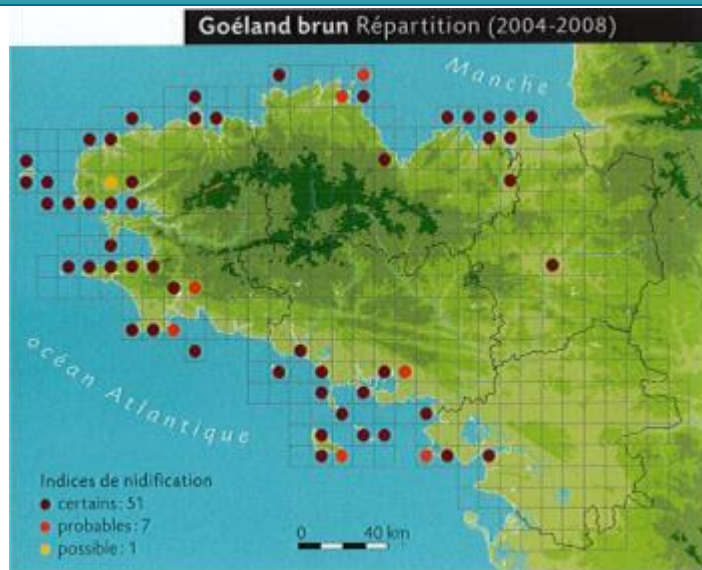 Goéland brun Répartition (2004-2008)
Manche
océan Atlantique
Indices de nidification
certains : 51
probables : 7
possible : 1
0 40 km